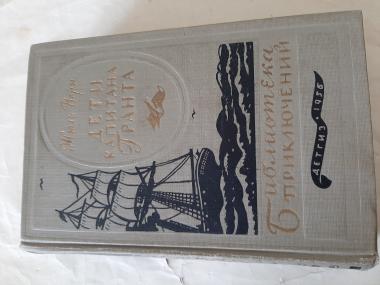 Жюль Верн
ДЕТИ
КАПИТАНА
ГРАНТА
Библиотека
ПРИКЛЮЧЕНИЙ
ДЕТГИЗ • 1956